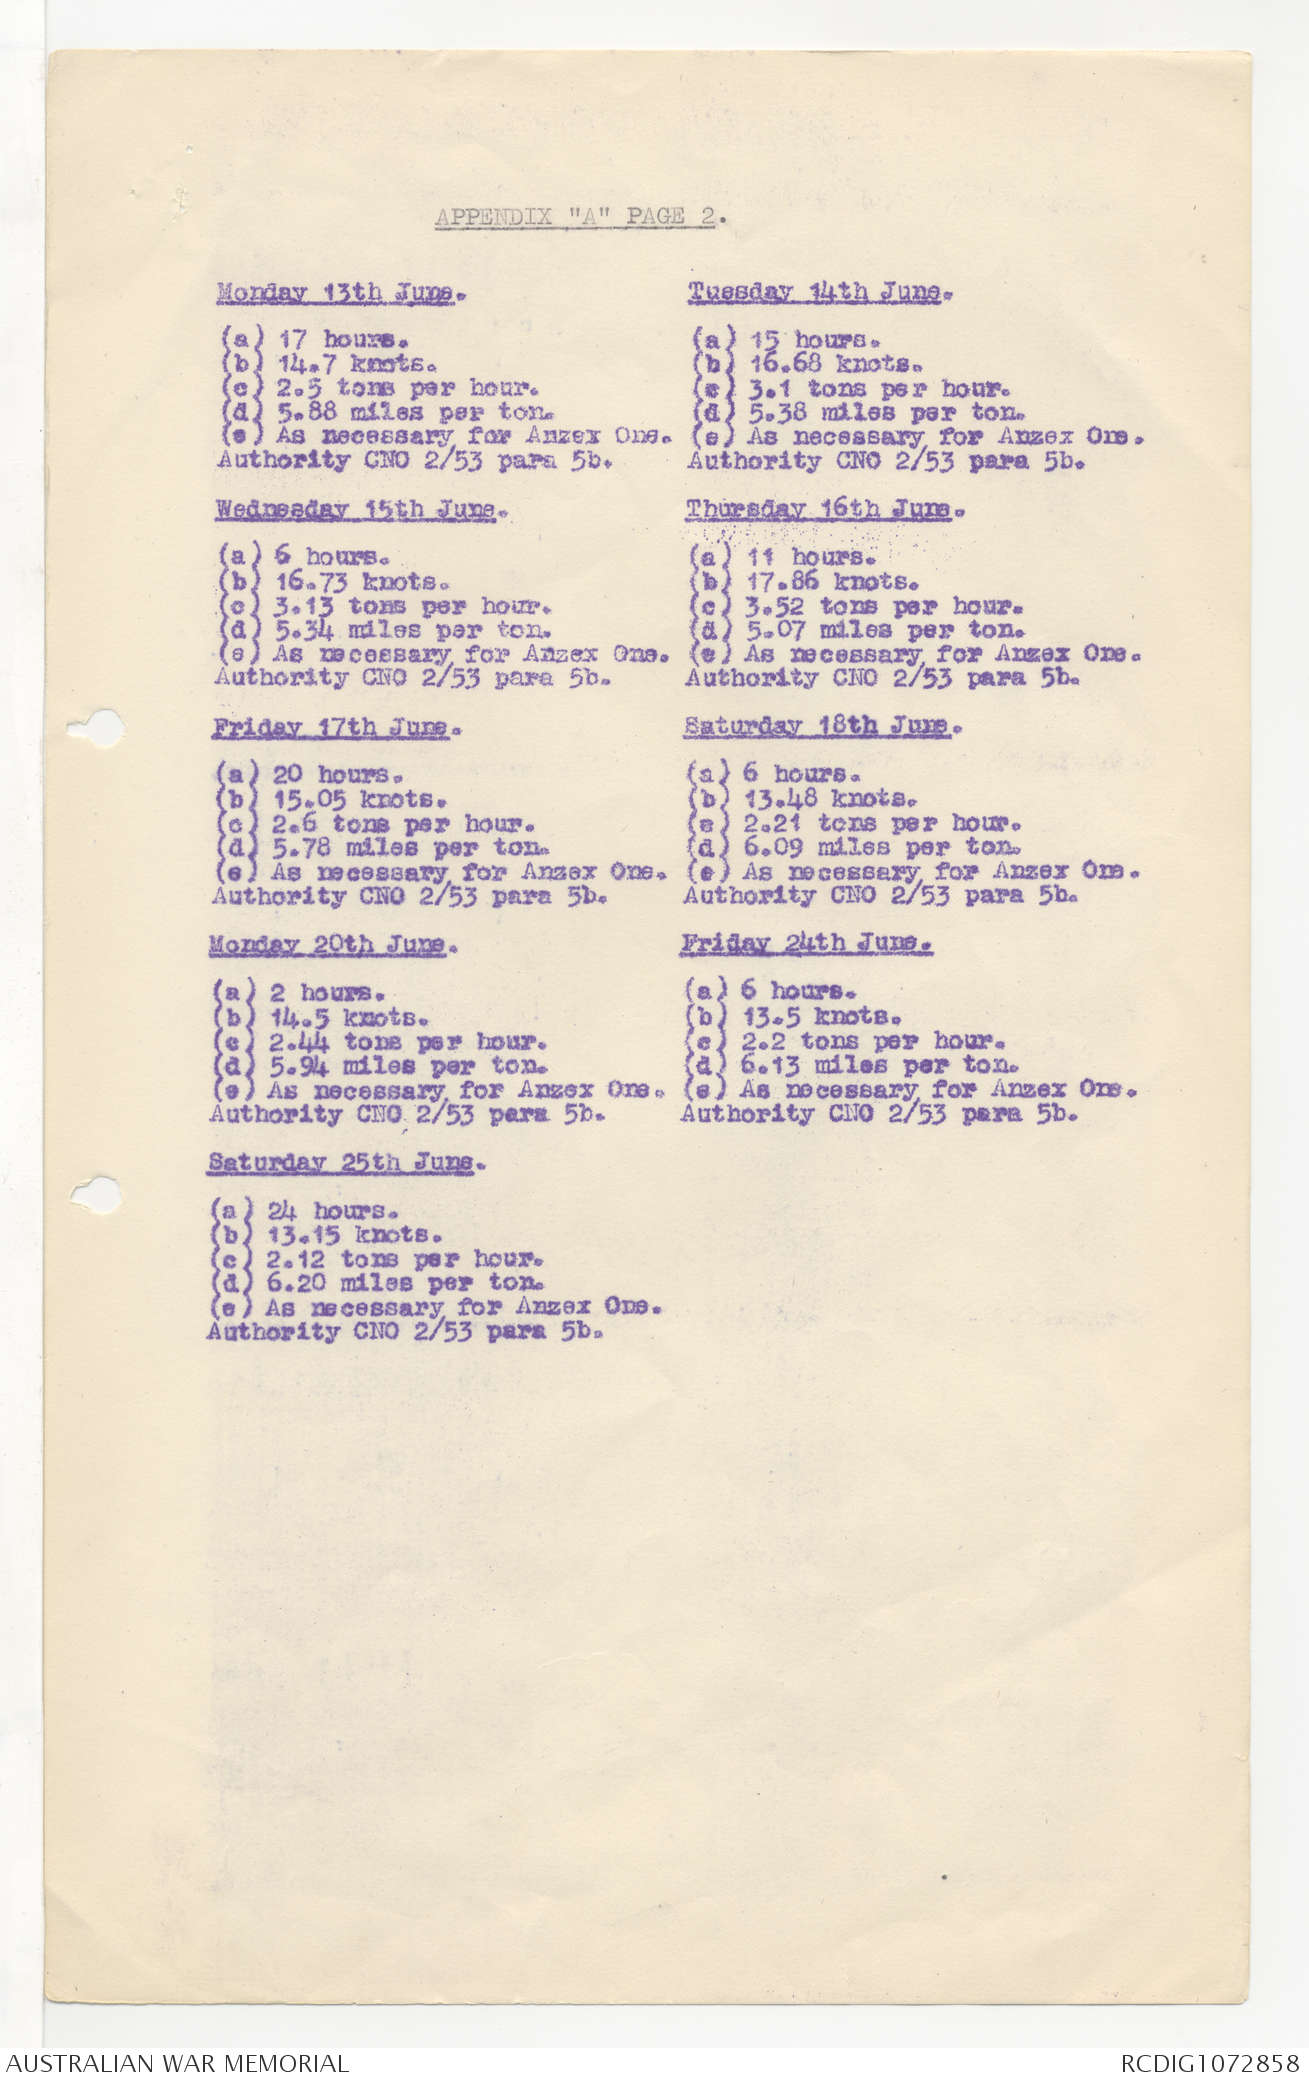 APPENDIX "A" PAGE 2.
Monday 13th June.
(a) 17 hours.
(b) 14.7 knots.
(c) 2.5 tons per hour.
(d) 5.88 miles per ton.
(e) As necessary for Anzex One.
Authority CNO 2/53 para 5b.
Tuesday 14th June.
(a) 15 hours.
(b) 16.68 knots.
(c) 3.1 tons per hour.
(d) 5.38 miles per ton.
(e) As necessary for Anzex One.
Authority CNO 2/53 para 5b.
Wednesday 15th June.
(a) 6 hours.
(b) 16.73 knots.
(c) 3.13 tons per hour.
(d) 5.34 miles per ton.
(e) As necessary for Anzex One.
Authority CNO 2/53 para 5b.
Thursday 16th June.
(a) 11 hours.
(b) 17.86 knots.
(c) 3.52 tons per hour.
(d) 5.07 miles per ton.
(e) As necessary for Anzex One.
Authority CNO 2/53 para 5b.
Friday 17th June.
(a) 20 hours.
(b) 15.05 knots.
(c) 2.6 tons per hour.
(d) 5.78 miles per ton.
(e) As necessary for Anzex One.
Authority CNO 2/53 para 5b.
Saturday 18th June.
(a) 6 hours.
(b) 13.48 knots.
(c) 2.21 tons per hour.
(d) 6.09 miles per ton.
(e) As necessary for Anzex One.
Authority CNO 2/53 para 5b.
Monday 20th June.
(a) 2 hours.
(b) 14.5 knots.
(c) 2.44 tons per hour.
(d) 5.94 miles per ton.
(e) As necessary for Anzex One.
Authority CNO 2/53 para 5b.
Friday 24th June.
(a) 6 hours.
(b) 13.5 knots.
(c) 2.2 tons per hour.
(d) 6.13 miles per ton.
(e) As necessary for Anzex One.
Authority CNO 2/53 para 5b.
Saturday 25th June.
(a) 24 hours.
(b) 13.15 knots.
(c) 2.12 tons per hour.
(d) 6.20 miles per ton.
(e) As necessary for Anzex One.
Authority CNO 2/53 para 5b.
AUSTRALIAN WAR MEMORIAL
RCDIG1072858